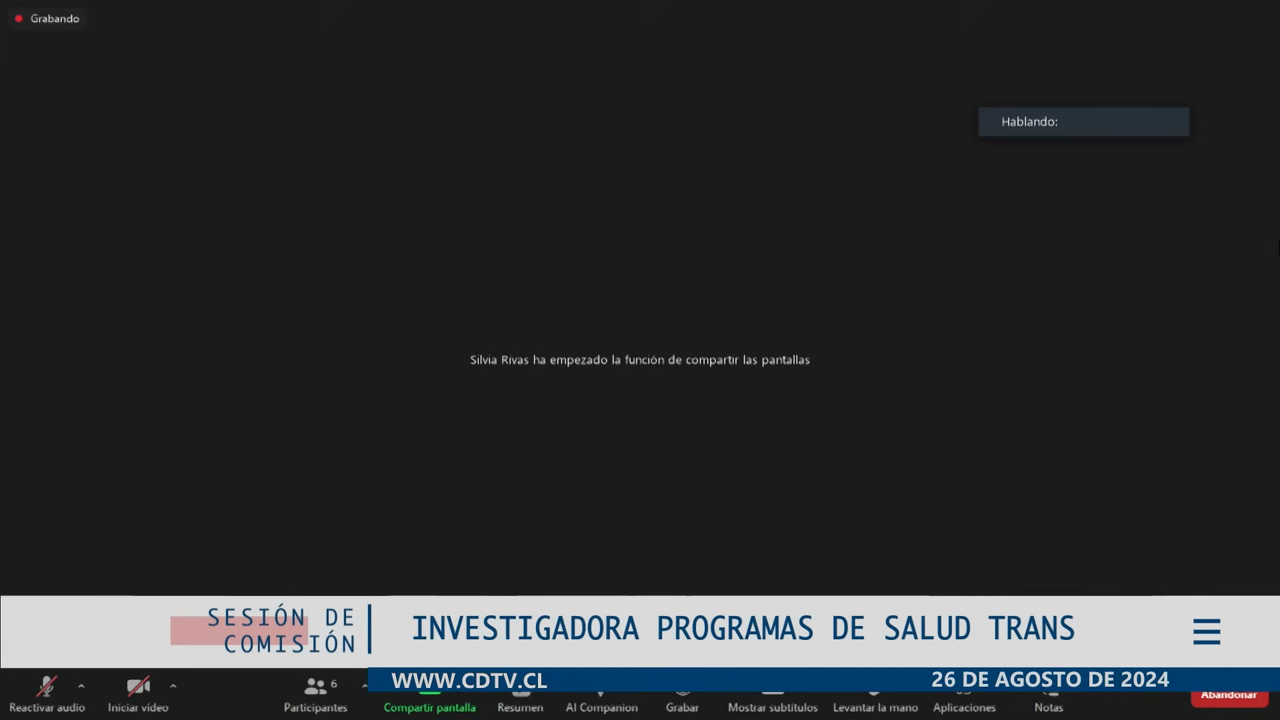 Grabando
Hablando:
Silvia Rivas ha empezado la función de compartir las pantallas
SESIÓN DE
COMISIÓN
INVESTIGADORA PROGRAMAS DE SALUD TRANS
WWW.CDTV.CL
26 DE AGOSTO DE 2024
6
Abandonar
Reactivar audio
Iniciar video
Participantes
Compartir pantalla
Resumen
AI Companion
Grabar
Mostrar subtítulos
Levantar la mano
Aplicaciones
Notas